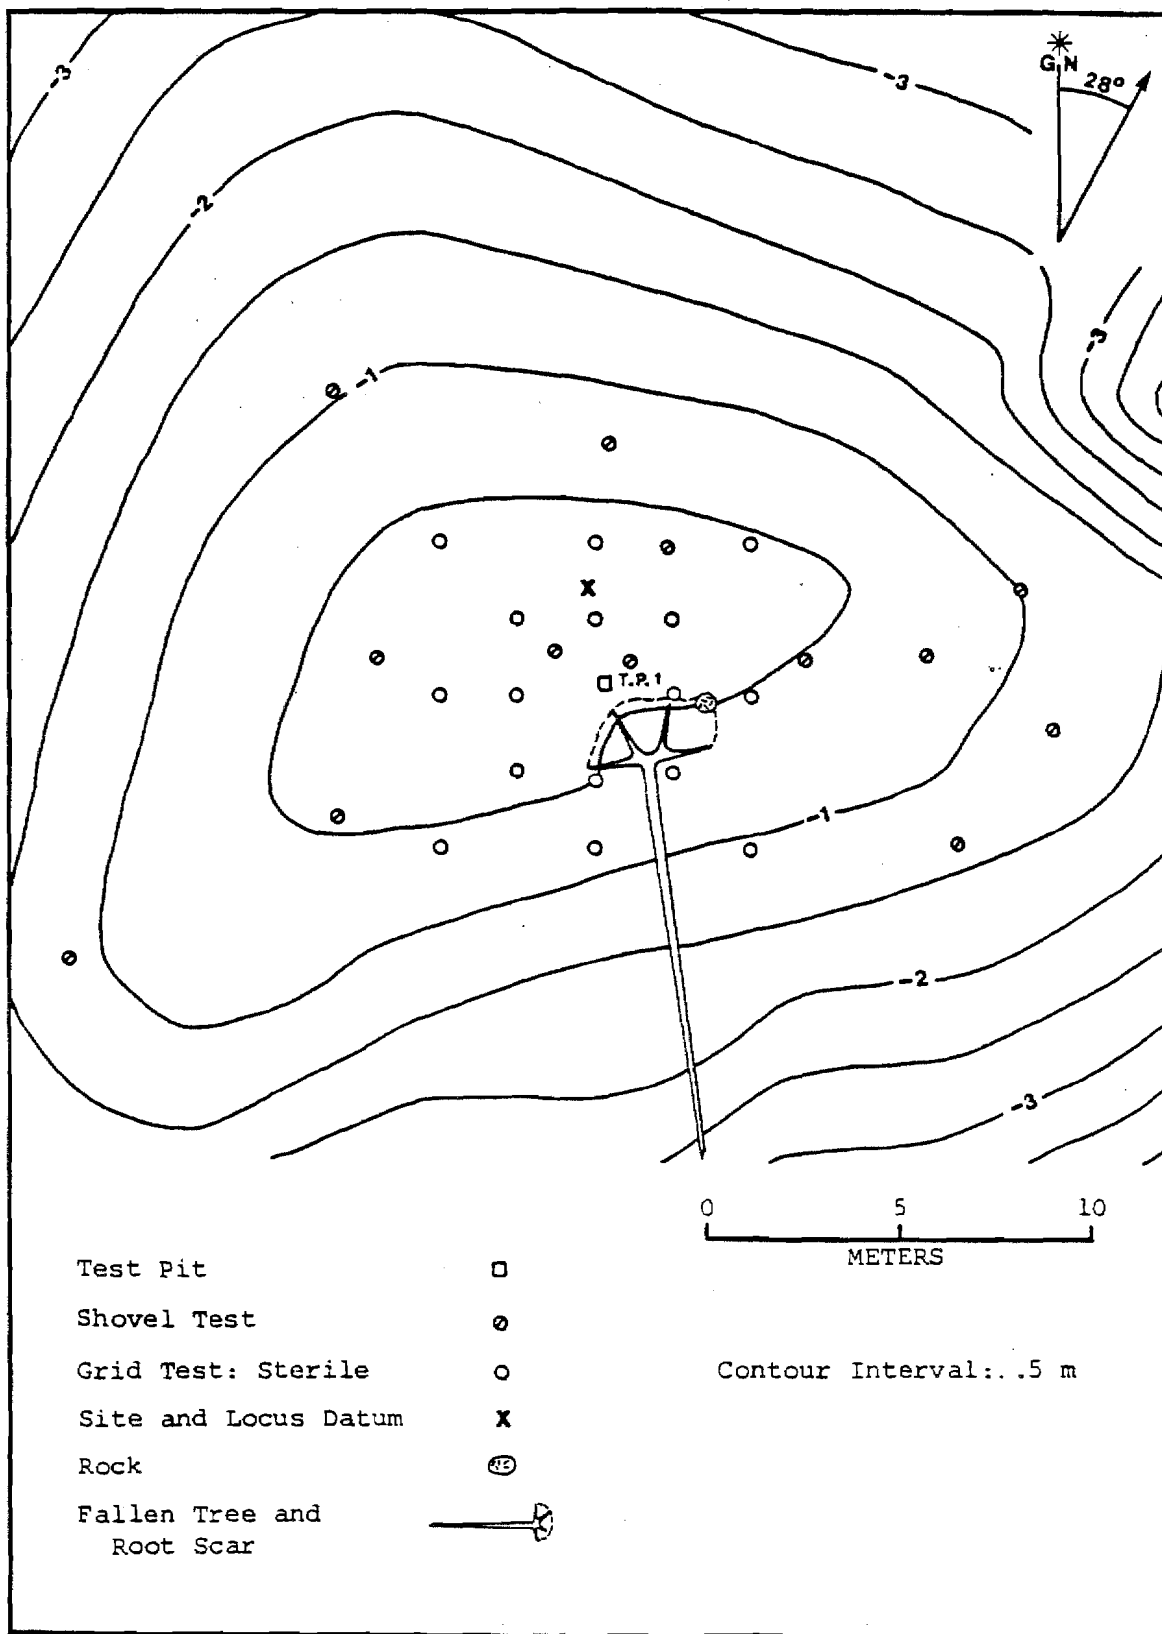 -3
-3
G.N
28°
-2
-3
-1
T.P. 1
-1
-2
-3
0 5 10
METERS
Test Pit
Shovel Test
Grid Test: Sterile
Contour Interval:..5 m
Site and Locus Datum
X
Rock
Fallen Tree and
Root Scar